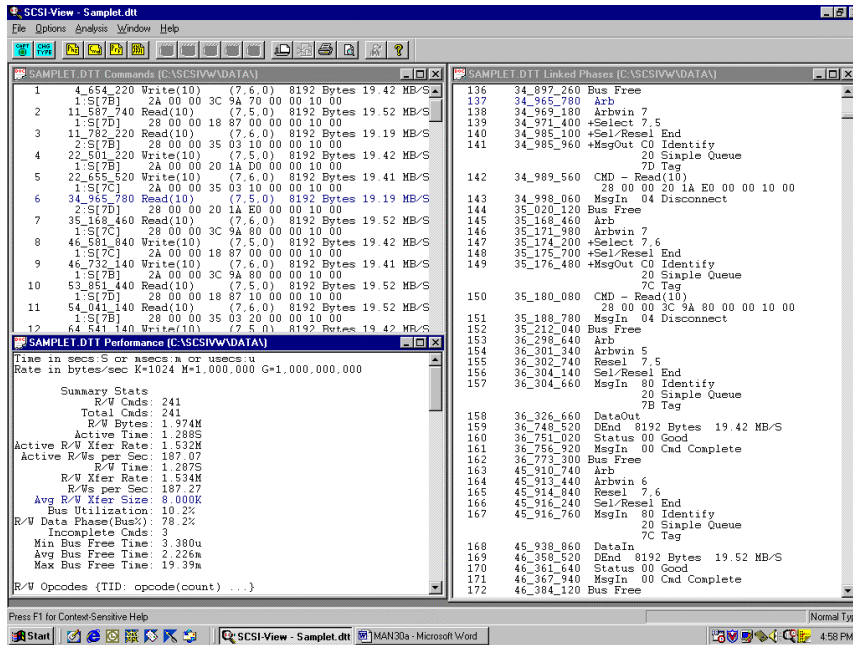 SCSI-View - Samplet.dtt
File Options Analysis Window Help
CAPT CHG TYPE
SAMPLET.DTT Commands (C:\SCSIVW\DATA\)
1 4_654_220 Write(10) (7,6,0) 8192 Bytes 19.42 MB/S
1:S[7B] 2A 00 00 3C 9A 70 00 00 10 00
2 11_587_740 Read(10) (7,5,0) 8192 Bytes 19.52 MB/S
1:S[7D] 28 00 00 18 87 00 00 00 10 00
3 11_782_220 Read(10) (7,6,0) 8192 Bytes 19.19 MB/S
2:S[7B] 28 00 00 35 03 10 00 00 10 00
4 22_501_220 Write(10) (7,5,0) 8192 Bytes 19.42 MB/S
1:S[7B] 2A 00 00 20 1A D0 00 00 10 00
5 22_655_520 Write(10) (7,6,0) 8192 Bytes 19.41 MB/S
1:S[7C] 2A 00 00 35 03 10 00 00 10 00
6 34_965_780 Read(10) (7,5,0) 8192 Bytes 19.19 MB/S
2:S[7D] 28 00 00 20 1A E0 00 00 10 00
7 35_168_460 Read(10) (7,6,0) 8192 Bytes 19.52 MB/S
1:S[7C] 28 00 00 3C 9A 80 00 00 10 00
8 46_581_840 Write(10) (7,5,0) 8192 Bytes 19.42 MB/S
1:S[7C] 2A 00 00 18 87 00 00 00 10 00
9 46_732_140 Write(10) (7,6,0) 8192 Bytes 19.41 MB/S
1:S[7B] 2A 00 00 3C 9A 80 00 00 10 00
10 53_851_440 Read(10) (7,5,0) 8192 Bytes 19.52 MB/S
1:S[7D] 28 00 00 18 87 10 00 00 10 00
11 54_041_140 Read(10) (7,6,0) 8192 Bytes 19.52 MB/S
1:S[7B] 28 00 00 35 03 20 00 00 10 00
12 64_541_140 Write(10) (7,5,0) 8192 Bytes 19.42 MB/S
SAMPLET.DTT Performance (C:\SCSIVW\DATA\)
Time in secs:S or msecs:m or usecs:u
Rate in bytes/sec K=1024 M=1,000,000 G=1,000,000,000
Summary Stats
R/W Cmds: 241
Total Cmds: 241
R/W Bytes: 1.974M
Active Time: 1.288S
Active R/W Xfer Rate: 1.532M
Active R/Ws per Sec: 187.07
R/W Time: 1.287S
R/W Xfer Rate: 1.534M
R/Ws per Sec: 187.27
Avg R/W Xfer Size: 8.000K
Bus Utilization: 10.2%
R/W Data Phase(Bus%): 78.2%
Incomplete Cmds: 3
Min Bus Free Time: 3.380u
Avg Bus Free Time: 2.226m
Max Bus Free Time: 19.39m
R/W Opcodes {TID: opcode(count) ...}
SAMPLET.DTT Linked Phases (C:\SCSIVW\DATA\)
136 34_897_260 Bus Free
137 34_965_780 Arb
138 34_969_180 Arbwin 7
139 34_971_400 +Select 7,5
140 34_985_100 +Sel/Resel End
141 34_985_960 +MsgOut C0 Identify
20 Simple Queue
7D Tag
142 34_989_560 CMD - Read(10)
28 00 00 20 1A E0 00 00 10 00
143 34_998_060 MsgIn 04 Disconnect
144 35_020_120 Bus Free
145 35_168_460 Arb
146 35_171_980 Arbwin 7
147 35_174_200 +Select 7,6
148 35_175_700 +Sel/Resel End
149 35_176_480 +MsgOut C0 Identify
20 Simple Queue
7C Tag
150 35_180_080 CMD - Read(10)
28 00 00 3C 9A 80 00 00 10 00
151 35_188_780 MsgIn 04 Disconnect
152 35_212_040 Bus Free
153 36_298_640 Arb
154 36_301_340 Arbwin 5
155 36_302_740 Resel 7,5
156 36_304_140 Sel/Resel End
157 36_304_660 MsgIn 80 Identify
20 Simple Queue
7B Tag
158 36_326_660 DataOut
159 36_748_520 DEnd 8192 Bytes 19.42 MB/S
160 36_751_020 Status 00 Good
161 36_756_920 MsgIn 00 Cmd Complete
162 36_773_300 Bus Free
163 45_910_740 Arb
164 45_913_440 Arbwin 6
165 45_914_840 Resel 7,6
166 45_916_240 Sel/Resel End
167 45_916_760 MsgIn 80 Identify
20 Simple Queue
7C Tag
168 45_938_860 DataIn
169 46_358_520 DEnd 8192 Bytes 19.52 MB/S
170 46_361_640 Status 00 Good
171 46_367_940 MsgIn 00 Cmd Complete
172 46_384_120 Bus Free
Press F1 for Context-Sensitive Help
Normal Typ
Start
SCSI-View - Samplet.dtt
MAN30a - Microsoft Word
4:58 PM